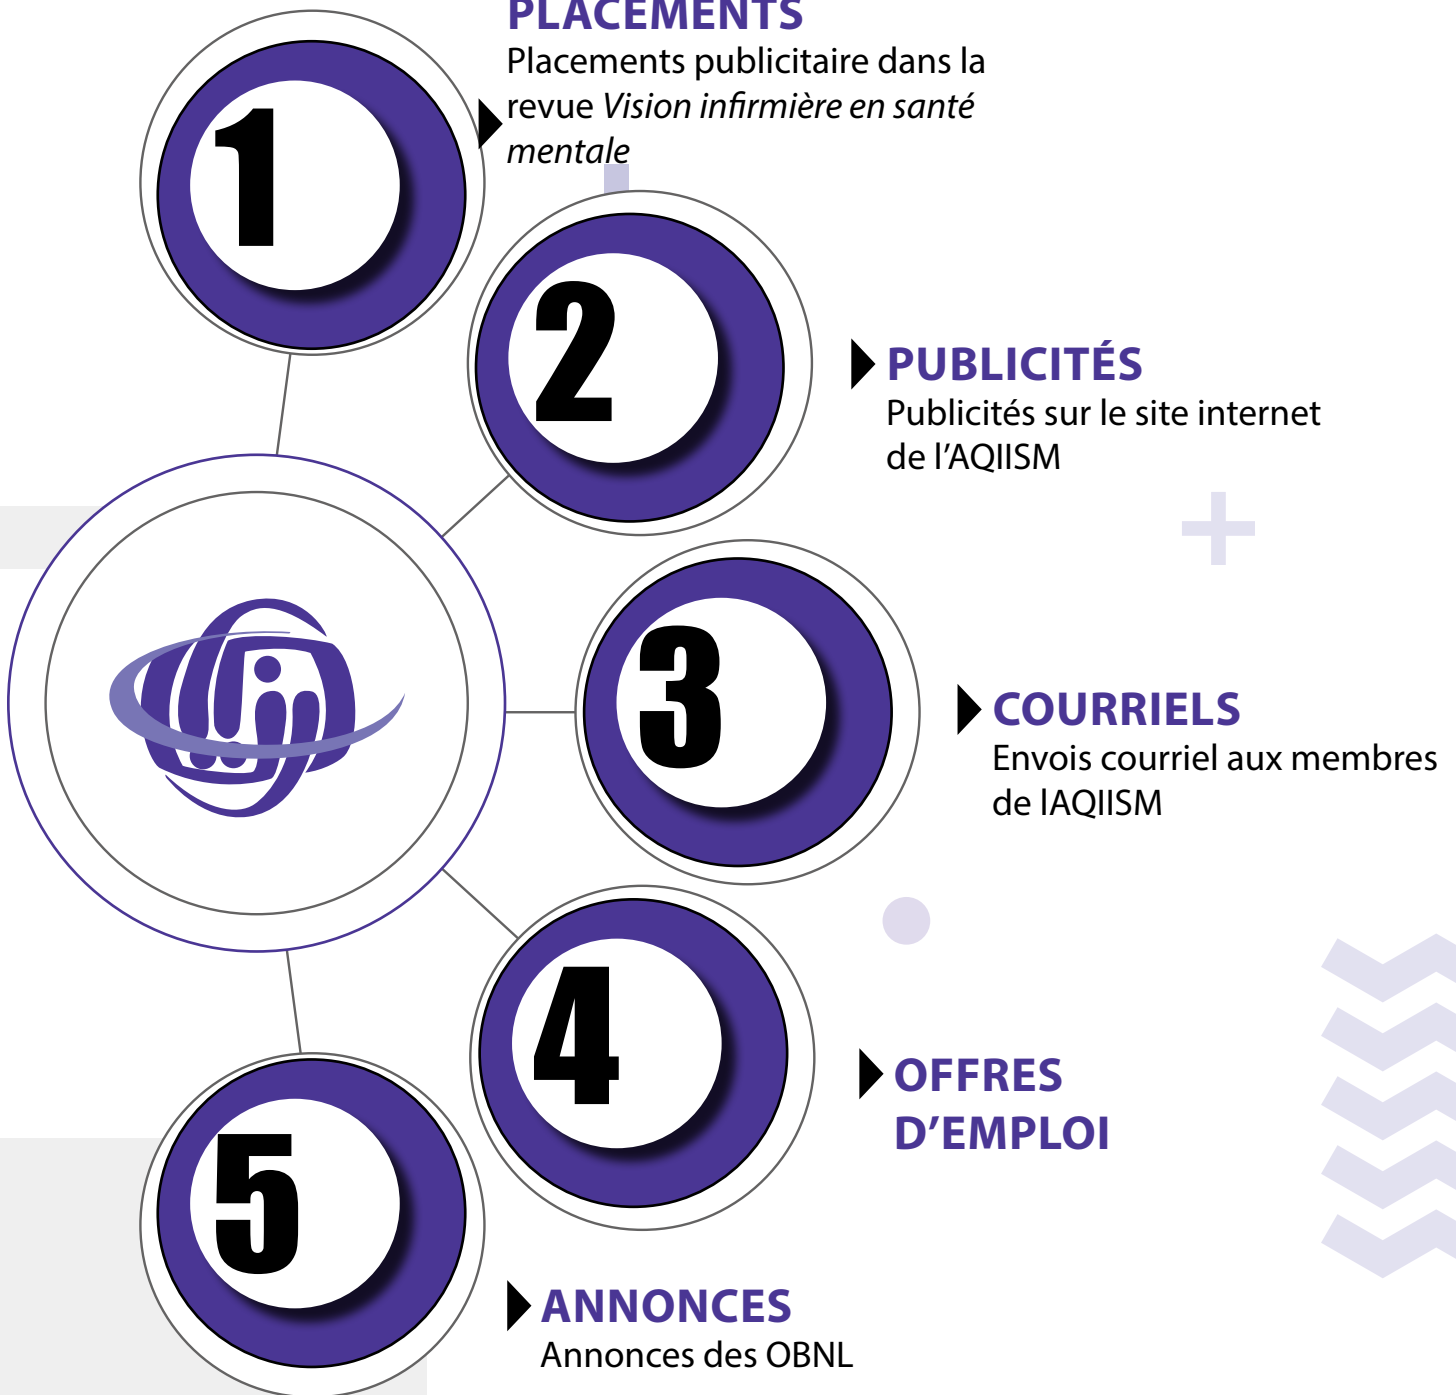 PLACEMENTS
Placements publicitaire dans la
revue Vision infirmière en santé
mentale
1
2
PUBLICITÉS
Publicités sur le site internet
de l’AQIISM
3
COURRIELS
Envois courriel aux membres
de lAQIISM
4
OFFRES
D’EMPLOI
5
ANNONCES
Annonces des OBNL